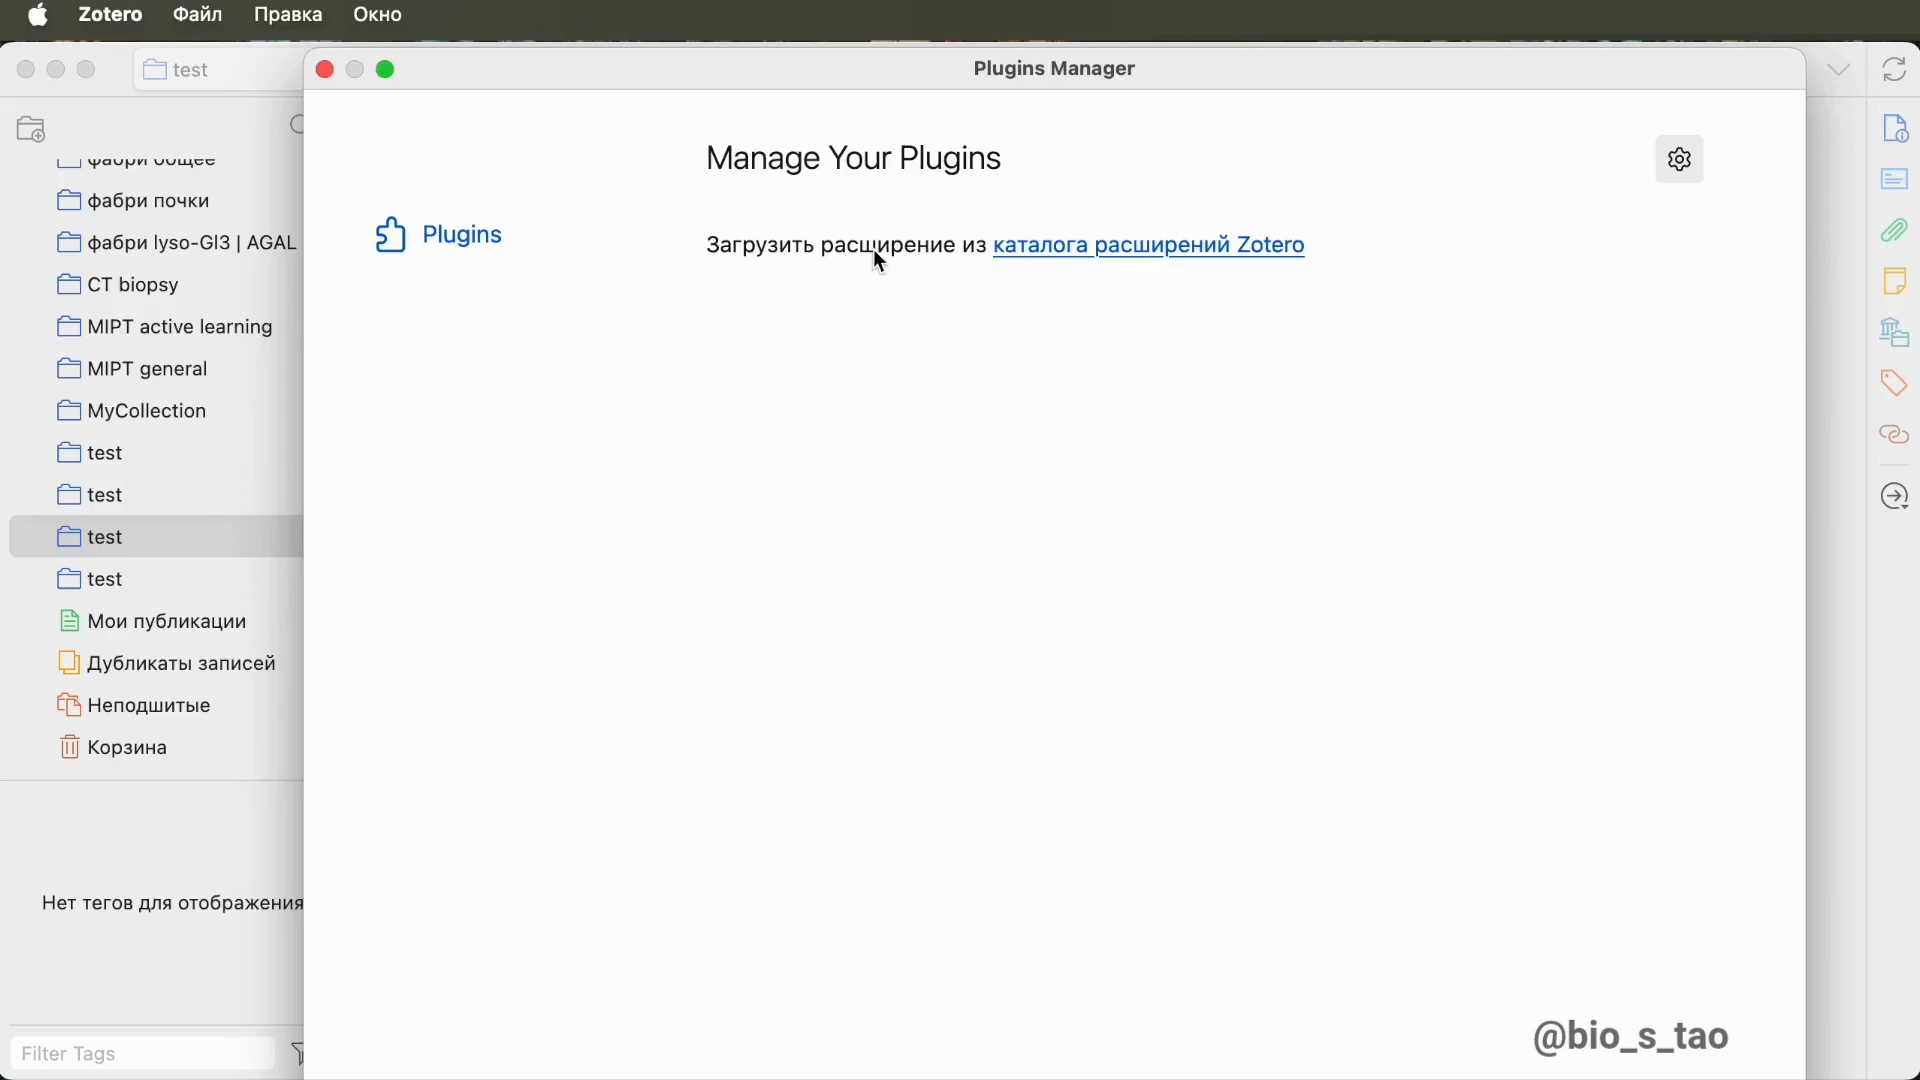 Zotero Файл Правка Окно
test
Plugins Manager
Manage Your Plugins
Plugins
Загрузить расширение из каталога расширений Zotero
фабри общее
фабри почки
фабри lyso-Gl3 | AGAL
CT biopsy
MIPT active learning
MIPT general
MyCollection
test
test
test
test
Мои публикации
Дубликаты записей
Неподшитые
Корзина
Нет тегов для отображения
Filter Tags
@bio_s_tao